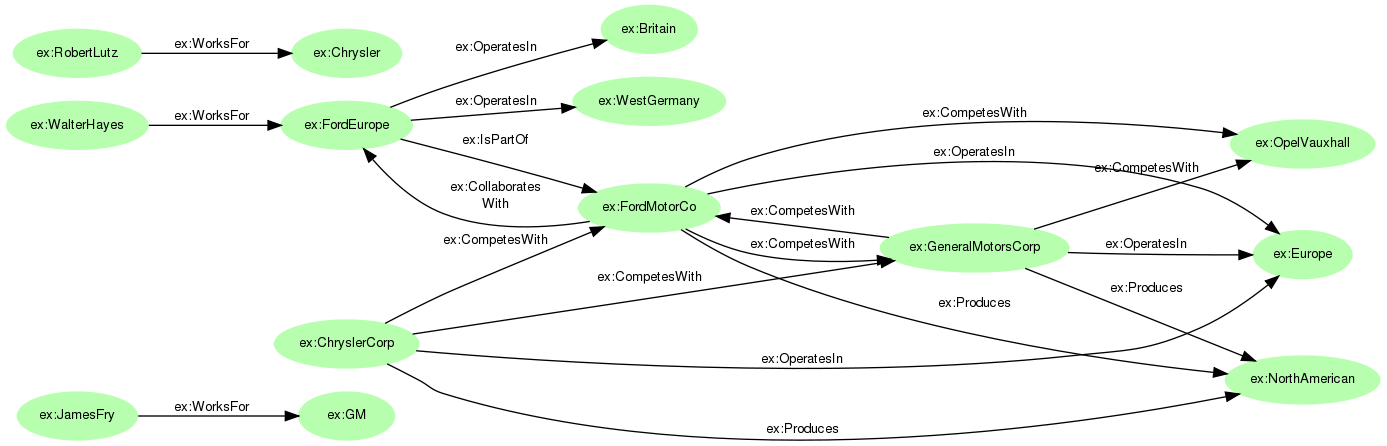 ex:RobertLutz
ex:WorksFor
ex:Chrysler
ex:OperatesIn
ex:Britain
ex:WalterHayes
ex:WorksFor
ex:FordEurope
ex:OperatesIn
ex:WestGermany
ex:IsPartOf
ex:Collaborates
With
ex:FordMotorCo
ex:CompetesWith
ex:OperatesIn
ex:CompetesWith
ex:OpelVauxhall
ex:CompetesWith
ex:CompetesWith
ex:CompetesWith
ex:GeneralMotorsCorp
ex:OperatesIn
ex:Europe
ex:CompetesWith
ex:Produces
ex:Produces
ex:ChryslerCorp
ex:OperatesIn
ex:NorthAmerican
ex:JamesFry
ex:WorksFor
ex:GM
ex:Produces